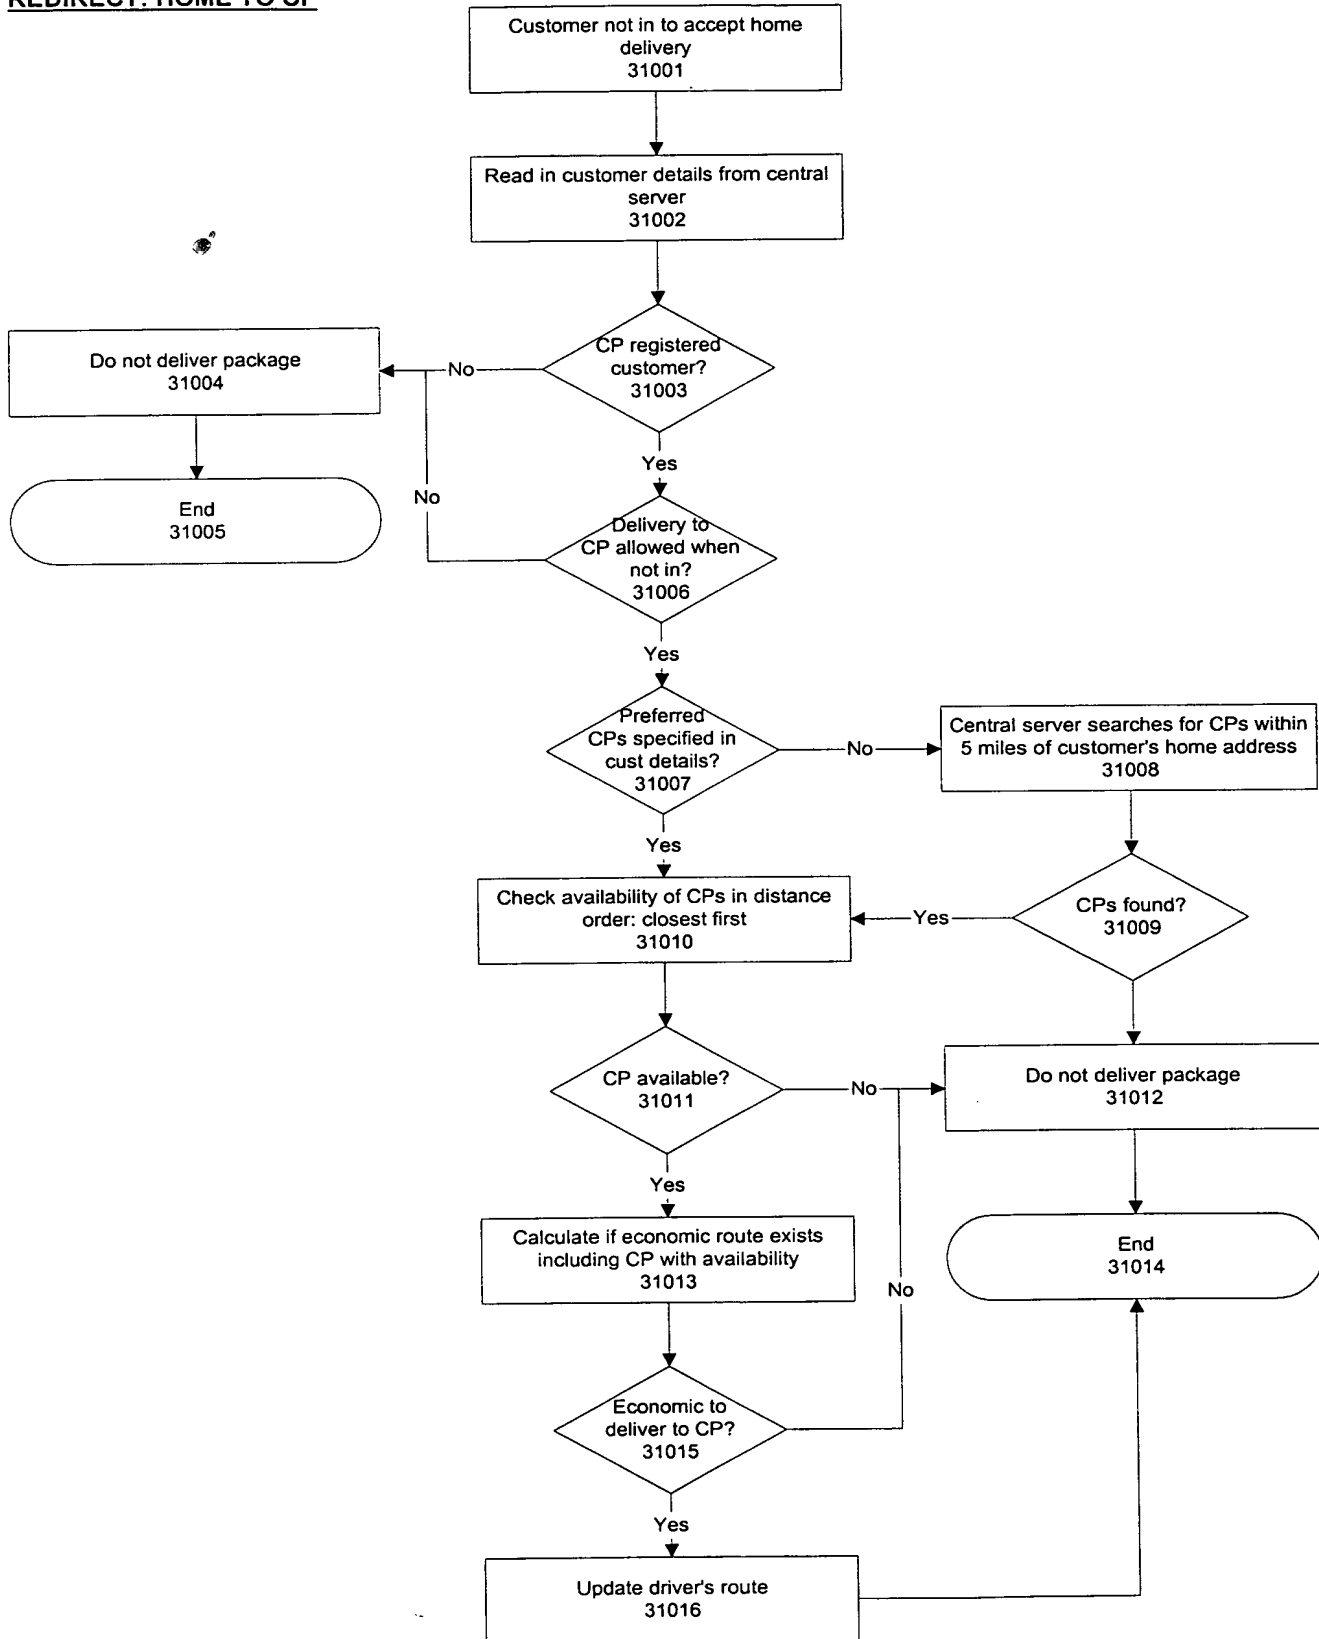 REDIRECT: HOME TO CP
Customer not in to accept home
delivery
31001
Read in customer details from central
server
31002
CP registered
customer?
31003
No
Do not deliver package
31004
End
31005
Yes
No
Delivery to
CP allowed when
not in?
31006
Yes
Preferred
CPs specified in
cust details?
31007
No
Central server searches for CPs within
5 miles of customer's home address
31008
Yes
Check availability of CPs in distance
order: closest first
31010
Yes
CPs found?
31009
CP available?
31011
No
Do not deliver package
31012
Yes
Calculate if economic route exists
including CP with availability
31013
No
End
31014
Economic to
deliver to CP?
31015
Yes
Update driver's route
31016